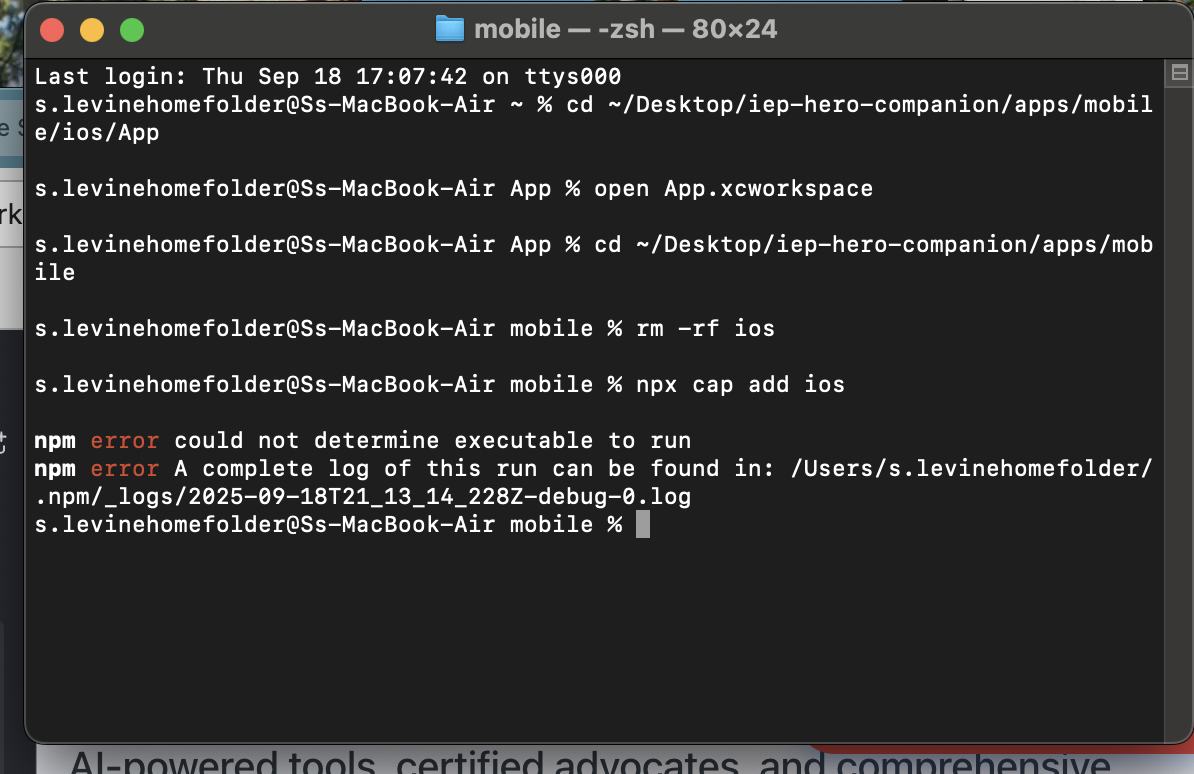 mobile — -zsh — 80×24
Last login: Thu Sep 18 17:07:42 on ttys000
s.levinehomefolder@Ss-MacBook-Air ~ % cd ~/Desktop/iep-hero-companion/apps/mobil
e/ios/App
s.levinehomefolder@Ss-MacBook-Air App % open App.xcworkspace
s.levinehomefolder@Ss-MacBook-Air App % cd ~/Desktop/iep-hero-companion/apps/mob
ile
s.levinehomefolder@Ss-MacBook-Air mobile % rm -rf ios
s.levinehomefolder@Ss-MacBook-Air mobile % npx cap add ios
npm error could not determine executable to run
npm error A complete log of this run can be found in: /Users/s.levinehomefolder/
.npm/_logs/2025-09-18T21_13_14_228Z-debug-0.log
s.levinehomefolder@Ss-MacBook-Air mobile %
AI-powered tools, certified advocates, and comprehensive